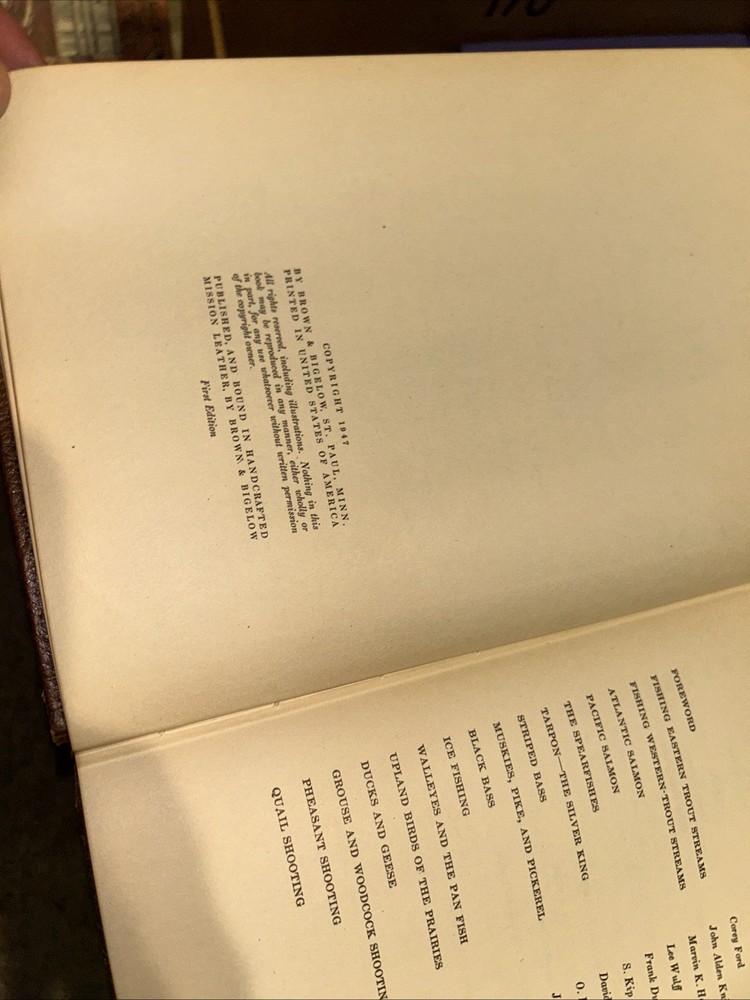 COPYRIGHT 1947
BY BROWN & BIGELOW, ST. PAUL, MINN.
PRINTED IN UNITED STATES OF AMERICA
All rights reserved, including illustrations. Nothing in this
book may be reproduced in any manner, either wholly or
in part, for any use whatsoever without written permission
of the copyright owner.
PUBLISHED, AND BOUND IN HANDCRAFTED
MISSION LEATHER, BY BROWN & BIGELOW
First Edition
FOREWORD
Corey Ford
FISHING EASTERN TROUT STREAMS
John Alden
FISHING WESTERN-TROUT STREAMS
Marvin K.
ATLANTIC SALMON
Lee Wulff
PACIFIC SALMON
Frank
THE SPEARFISHES
S. Kip
TARPON—THE SILVER KING
David
STRIPED BASS
O.
MUSKIES, PIKE, AND PICKEREL
J
BLACK BASS
ICE FISHING
WALLEYES AND THE PAN FISH
UPLAND BIRDS OF THE PRAIRIES
DUCKS AND GEESE
GROUSE AND WOODCOCK SHOOTIN
PHEASANT SHOOTING
QUAIL SHOOTING